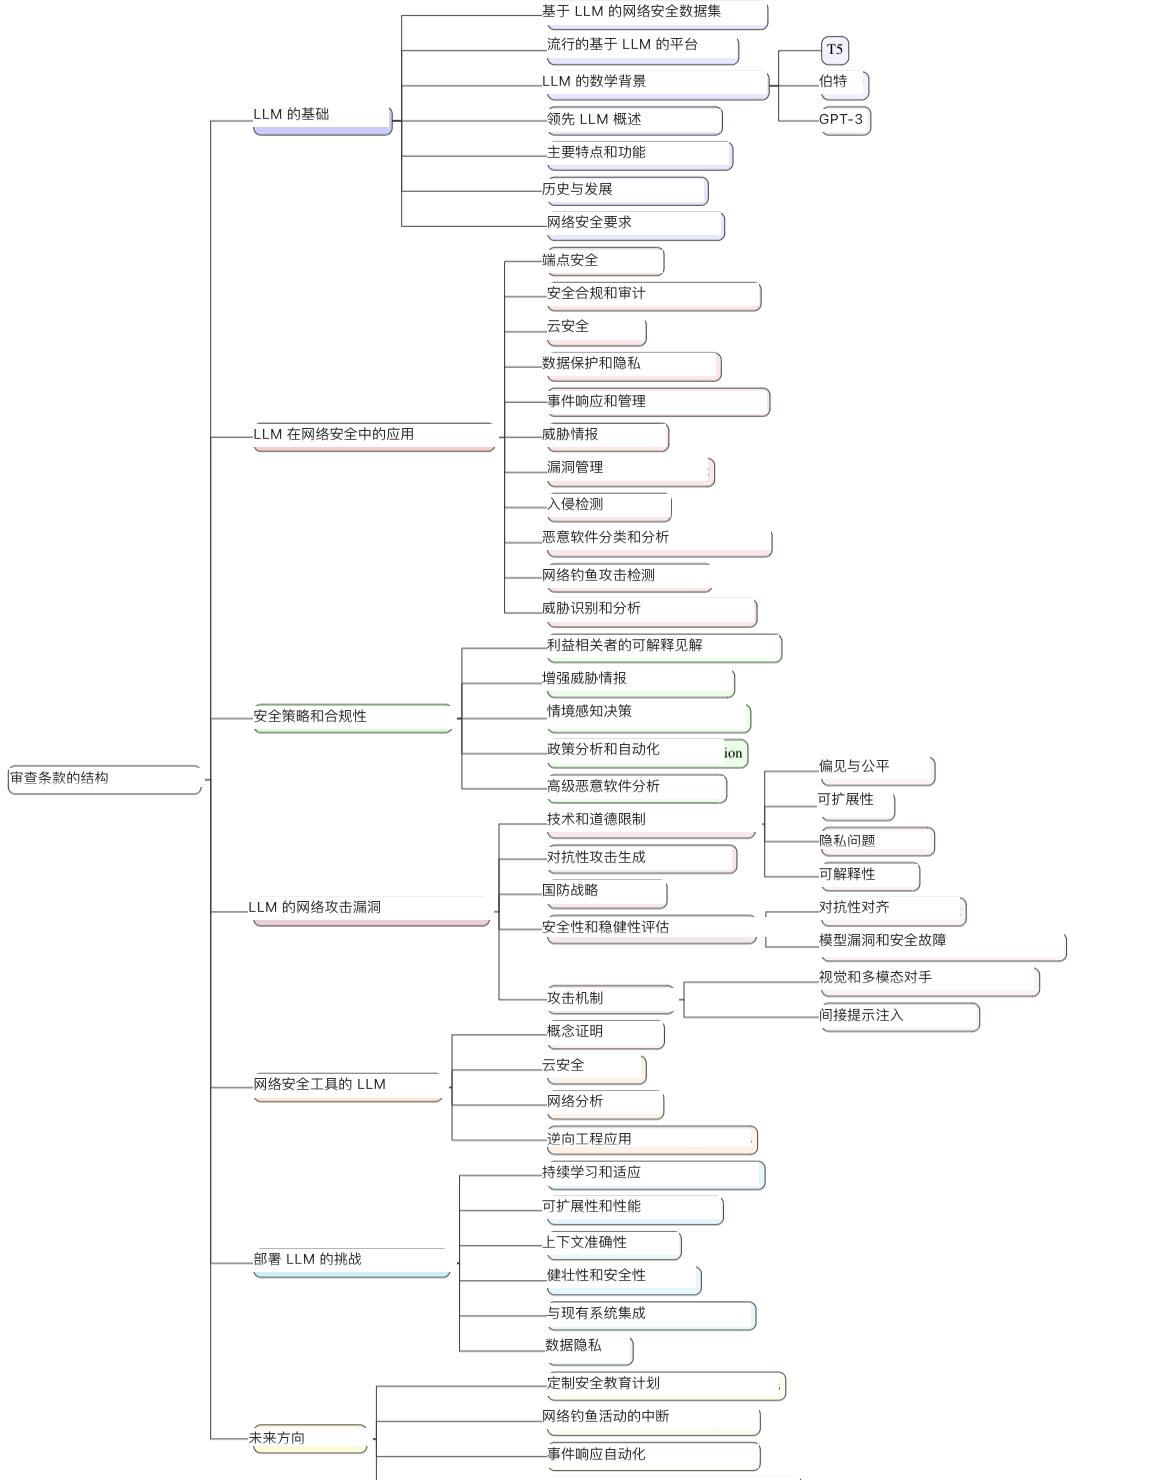 基于 LLM 的网络安全数据集
流行的基于 LLM 的平台
T5
LLM 的数学背景
伯特
LLM 的基础
领先 LLM 概述
GPT-3
主要特点和功能
历史与发展
网络安全要求
端点安全
安全合规和审计
云安全
数据保护和隐私
事件响应和管理
LLM 在网络安全中的应用
威胁情报
漏洞管理
入侵检测
恶意软件分类和分析
网络钓鱼攻击检测
威胁识别和分析
利益相关者的可解释见解
增强威胁情报
安全策略和合规性
情境感知决策
政策分析和自动化 ion
审查条款的结构
偏见与公平
高级恶意软件分析
可扩展性
技术和道德限制
隐私问题
对抗性攻击生成
可解释性
国防战略
LLM 的网络攻击漏洞
对抗性对齐
安全性和稳健性评估
模型漏洞和安全故障
视觉和多模态对手
攻击机制
间接提示注入
概念证明
云安全
网络安全工具的 LLM
网络分析
逆向工程应用
持续学习和适应
可扩展性和性能
上下文准确性
部署 LLM 的挑战
健壮性和安全性
与现有系统集成
数据隐私
定制安全教育计划
网络钓鱼活动的中断
未来方向
事件响应自动化